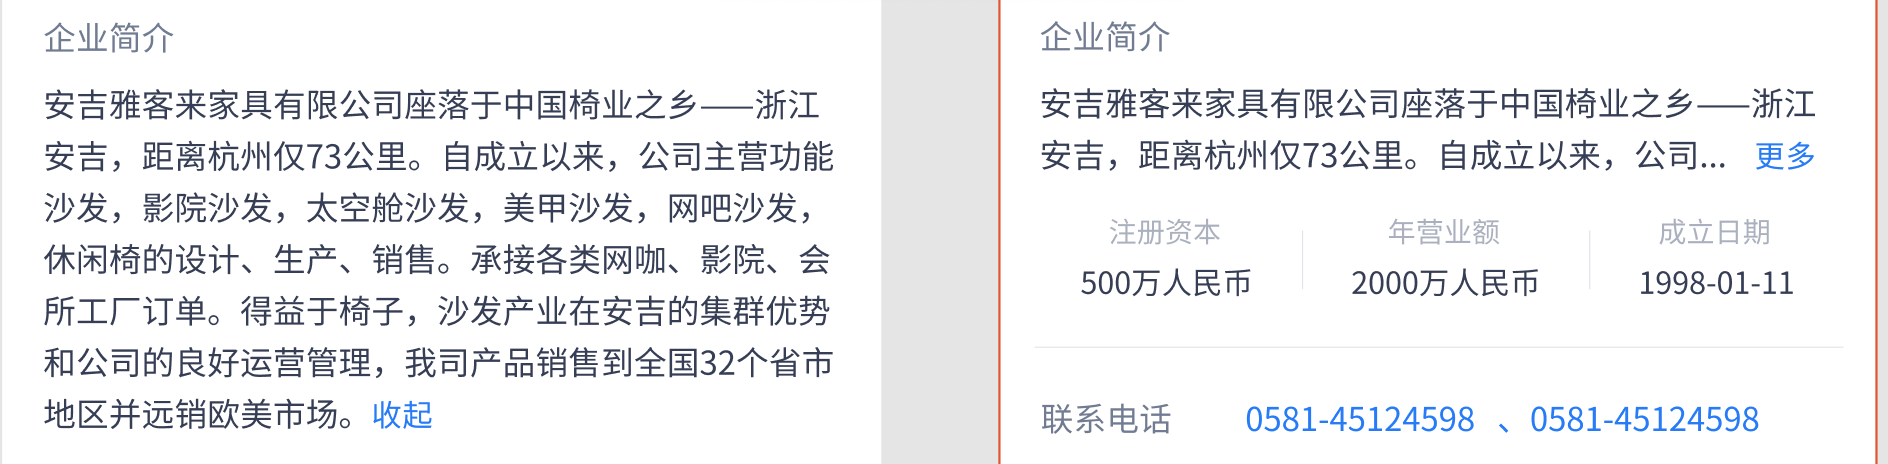 企业简介
安吉雅客来家具有限公司座落于中国椅业之乡——浙江
安吉，距离杭州仅73公里。自成立以来，公司主营功能
沙发，影院沙发，太空舱沙发，美甲沙发，网吧沙发，
休闲椅的设计、生产、销售。承接各类网咖、影院、会
所工厂订单。得益于椅子，沙发产业在安吉的集群优势
和公司的良好运营管理，我司产品销售到全国32个省市
地区并远销欧美市场。收起
企业简介
安吉雅客来家具有限公司座落于中国椅业之乡——浙江
安吉，距离杭州仅73公里。自成立以来，公司... 更多
注册资本 年营业额 成立日期
500万人民币 2000万人民币 1998-01-11
联系电话 0581-45124598 、0581-45124598